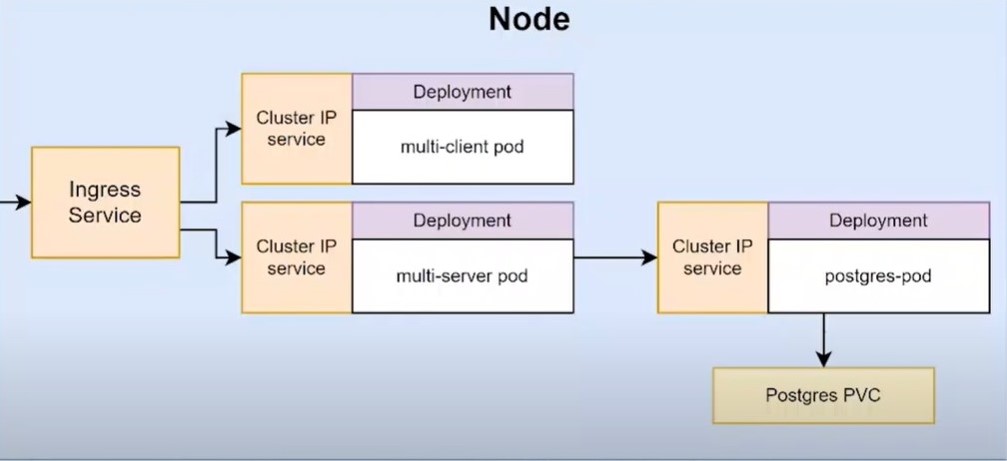 Node
Ingress
Service
Cluster IP
service
Deployment
multi-client pod
Cluster IP
service
Deployment
multi-server pod
Cluster IP
service
Deployment
postgres-pod
Postgres PVC